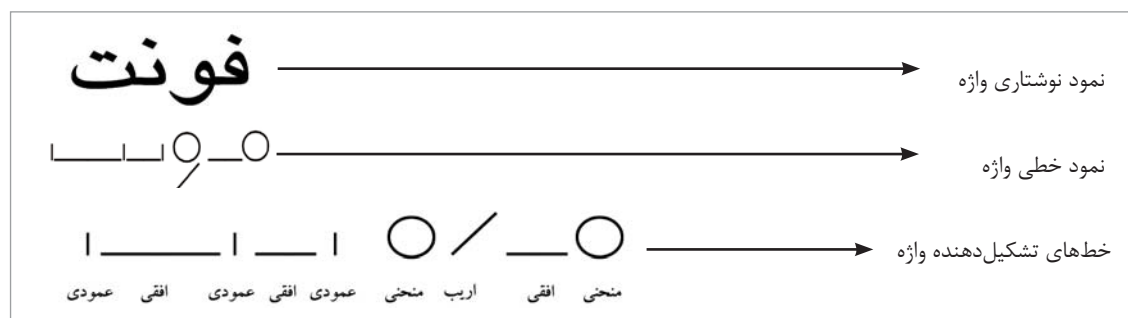 فونت
نمود نوشتاری واژه
نمود خطی واژه
خط‌های تشکیل‌دهنده واژه
منحنی افقی اریب منحنی عمودی افقی عمودی افقی عمودی